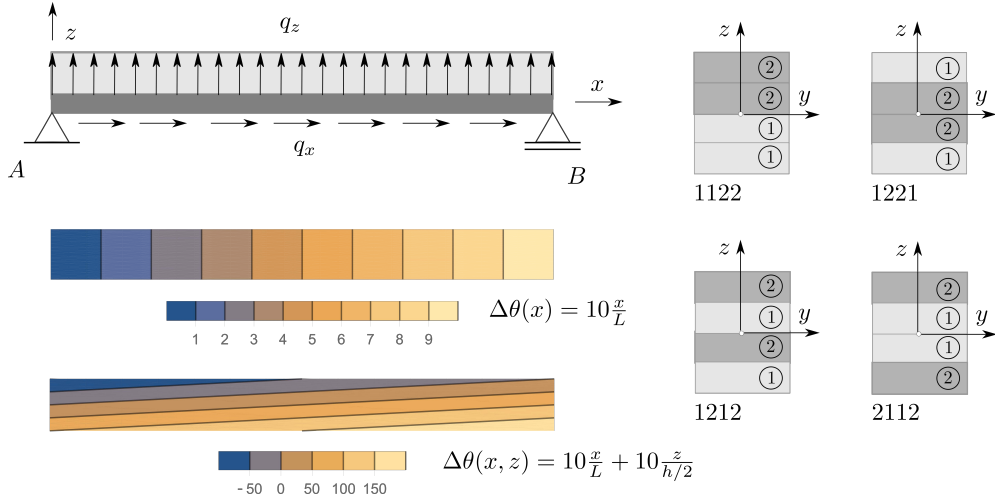 z
q_z
x
q_x
A
B
z
y
② 
②
①
①
1122
z
y
①
②
②
①
1221
1 2 3 4 5 6 7 8 9
Δθ(x) = 10 x/L
-50 0 50 100 150
Δθ(x, z) = 10 x/L + 10 z/(h/2)
z
y
②
①
②
①
1212
z
y
②
①
①
②
2112